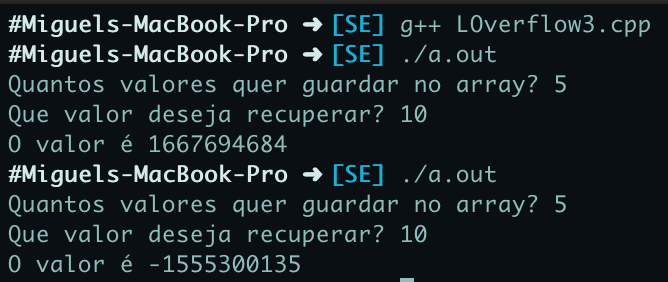 #Miguels-MacBook-Pro ➜ [SE] g++ LOverflow3.cpp
#Miguels-MacBook-Pro ➜ [SE] ./a.out
Quantos valores quer guardar no array? 5
Que valor deseja recuperar? 10
O valor é 1667694684
#Miguels-MacBook-Pro ➜ [SE] ./a.out
Quantos valores quer guardar no array? 5
Que valor deseja recuperar? 10
O valor é -1555300135